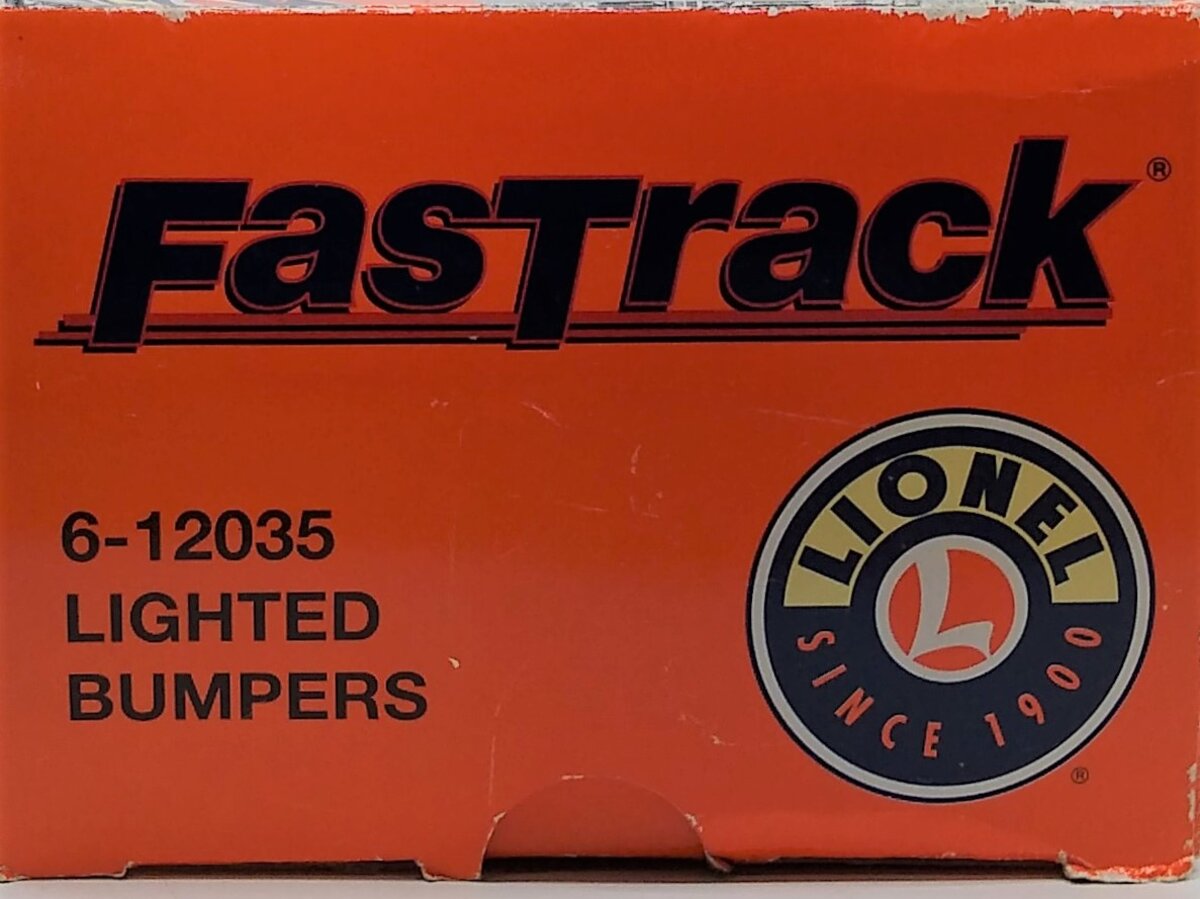 FasTrack®
6-12035
LIGHTED
BUMPERS
LIONEL
L
SINCE 1900
®